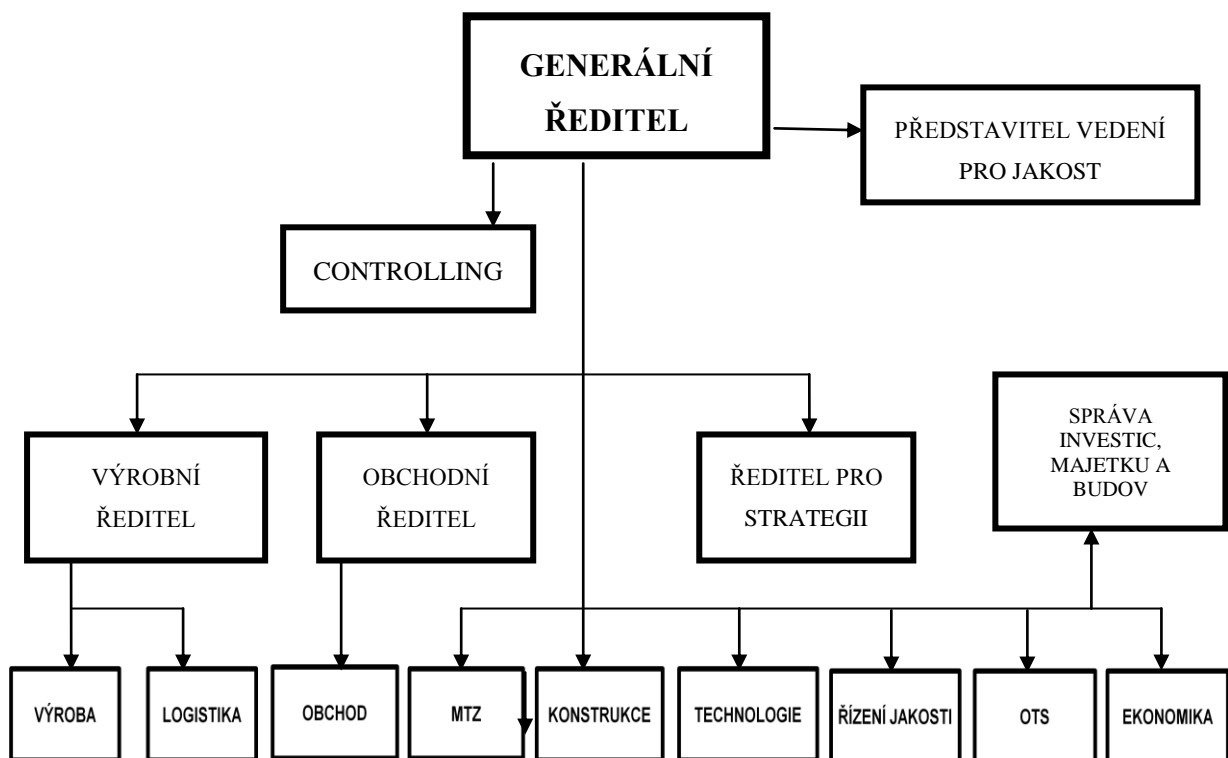 GENERÁLNÍ
ŘEDITEL
PŘEDSTAVITEL VEDENÍ
PRO JAKOST
CONTROLLING
SPRÁVA
INVESTIC,
MAJETKU A
BUDOV
VÝROBNÍ
ŘEDITEL
OBCHODNÍ
ŘEDITEL
ŘEDITEL PRO
STRATEGII
VÝROBA
LOGISTIKA
OBCHOD
MTZ
KONSTRUKCE
TECHNOLOGIE
ŘÍZENÍ JAKOSTI
OTS
EKONOMIKA